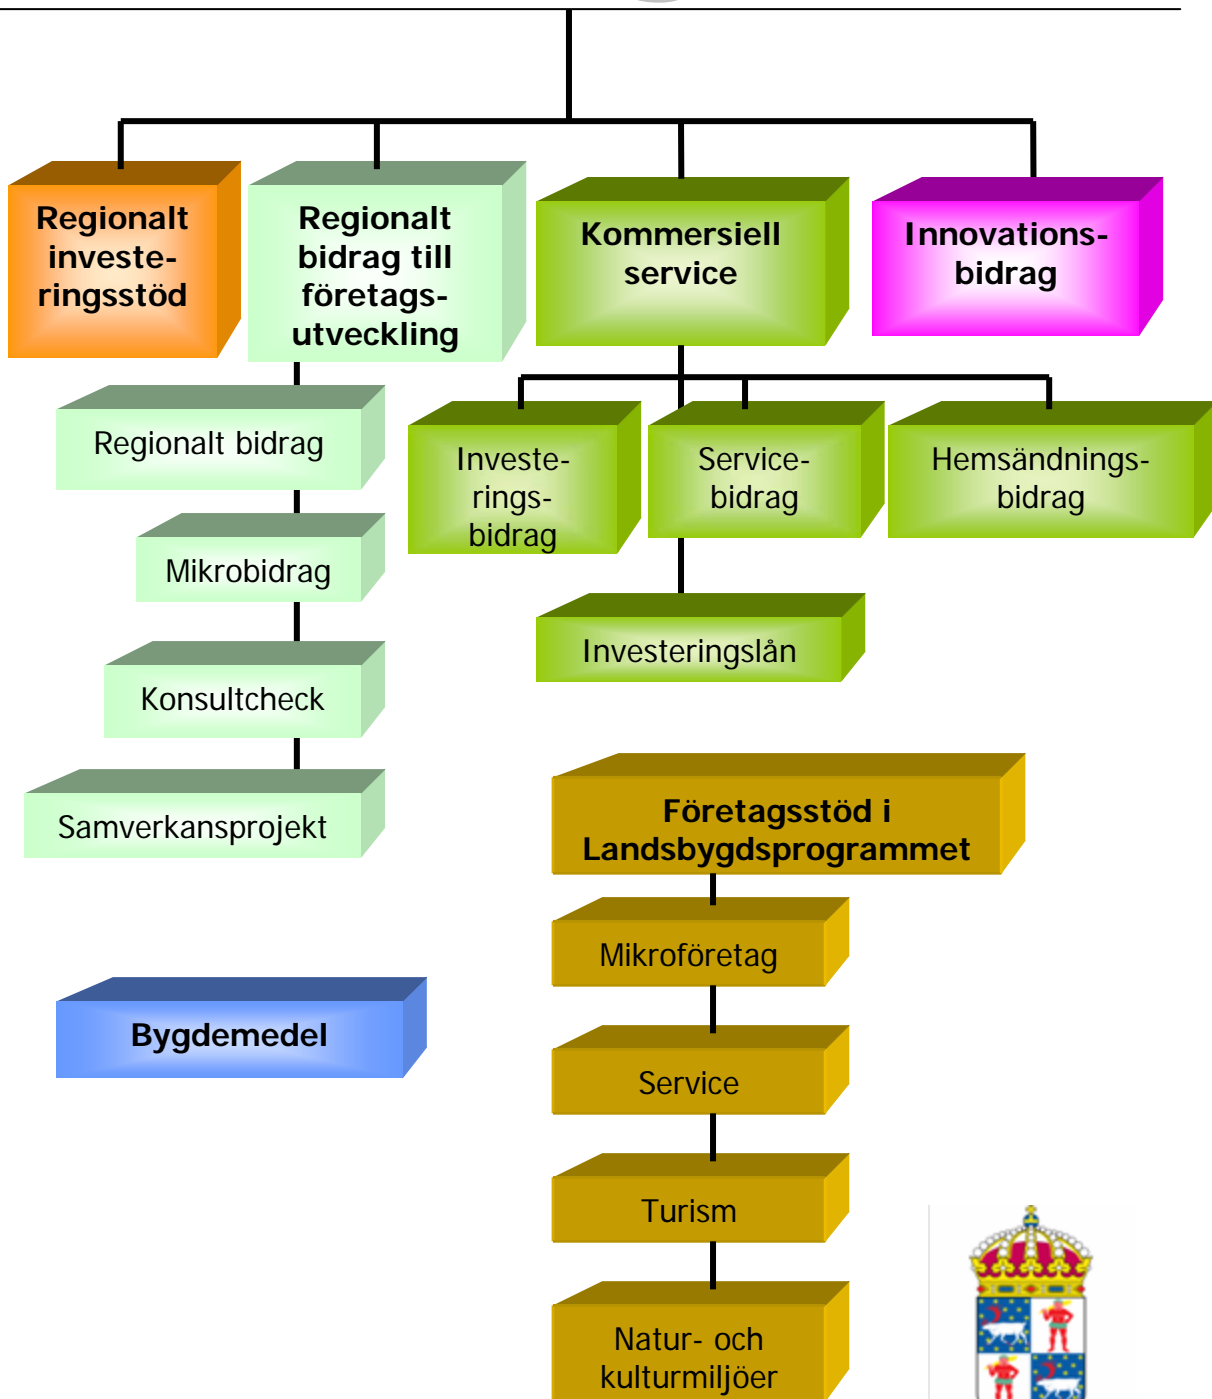 Regionalt
investe-
ringsstöd
Regionalt
bidrag till
företags-
utveckling
Kommersiell
service
Innovations-
bidrag
Regionalt bidrag
Mikrobidrag
Konsultcheck
Samverkansprojekt
Investe-
rings-
bidrag
Service-
bidrag
Hemsändnings-
bidrag
Investeringslån
Företagsstöd i
Landsbygdsprogrammet
Mikroföretag
Service
Turism
Natur- och
kulturmiljöer
Bygdemedel